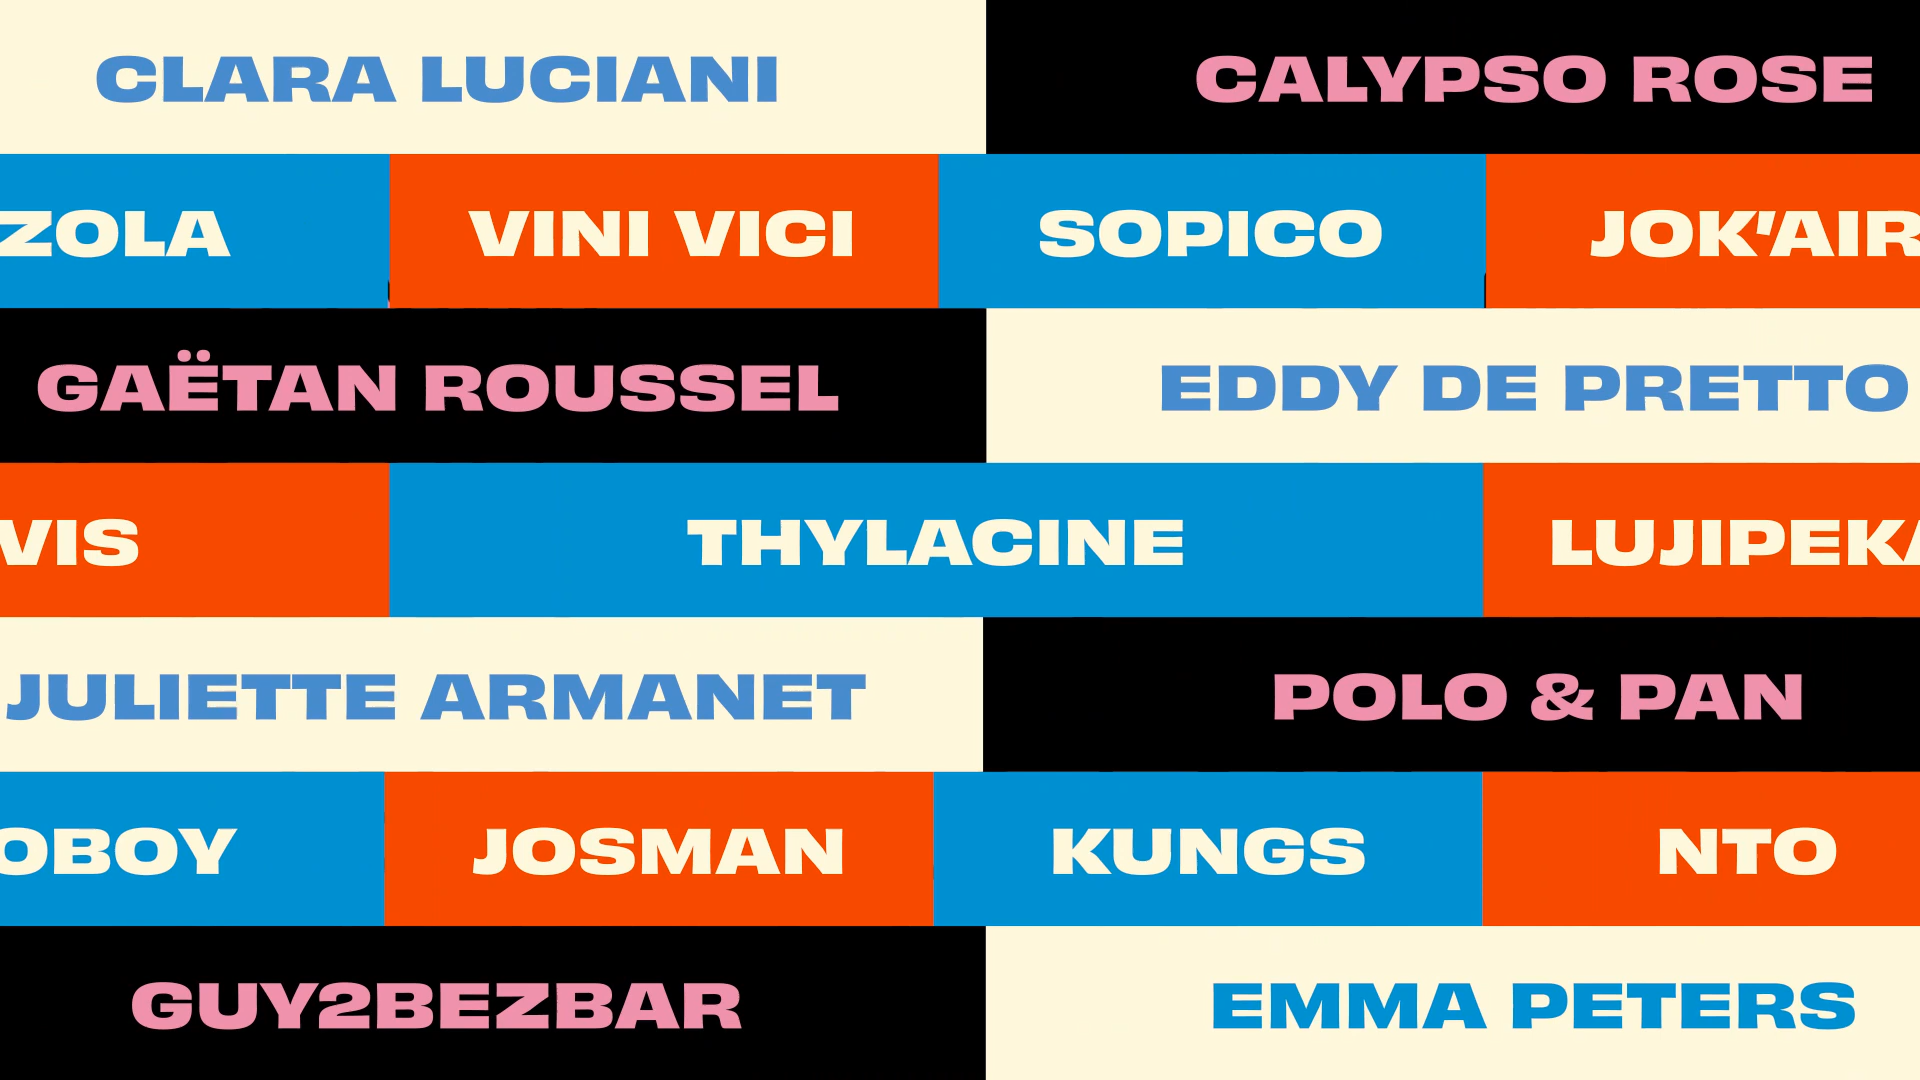 CLARA LUCIANI CALYPSO ROSE
ZOLA VINI VICI SOPICO JOK'AIR
GAËTAN ROUSSEL EDDY DE PRETTO
VIS THYLACINE LUJIPEKA
JULIETTE ARMANET POLO & PAN
OBOY JOSMAN KUNGS NTO
GUY2BEZBAR EMMA PETERS